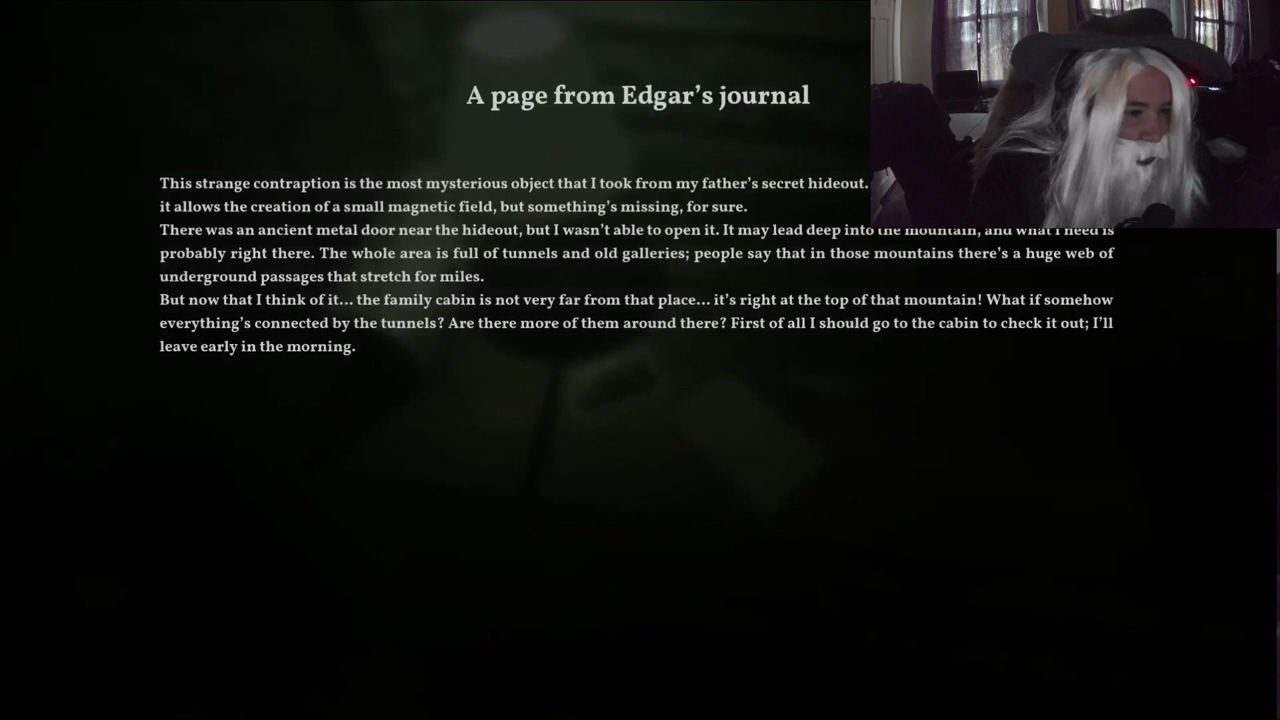 A page from Edgar's journal
This strange contraption is the most mysterious object that I took from my father's secret hideout.
it allows the creation of a small magnetic field, but something's missing, for sure.
There was an ancient metal door near the hideout, but I wasn't able to open it. It may lead deep into the mountain, and what I need is
probably right there. The whole area is full of tunnels and old galleries; people say that in those mountains there's a huge web of
underground passages that stretch for miles.
But now that I think of it... the family cabin is not very far from that place... it's right at the top of that mountain! What if somehow
everything's connected by the tunnels? Are there more of them around there? First of all I should go to the cabin to check it out; I'll
leave early in the morning.